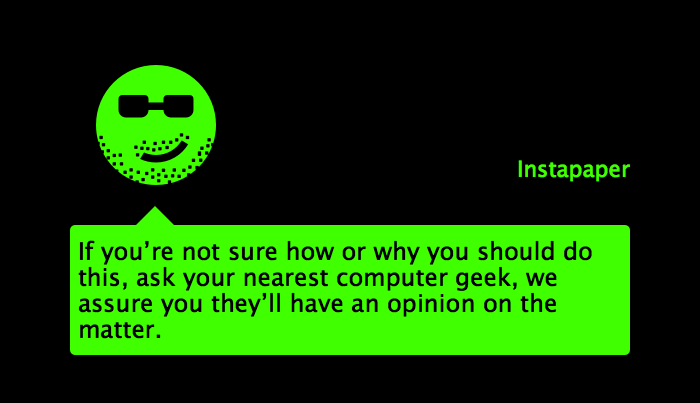 Instapaper
If you’re not sure how or why you should do
this, ask your nearest computer geek, we
assure you they’ll have an opinion on the
matter.